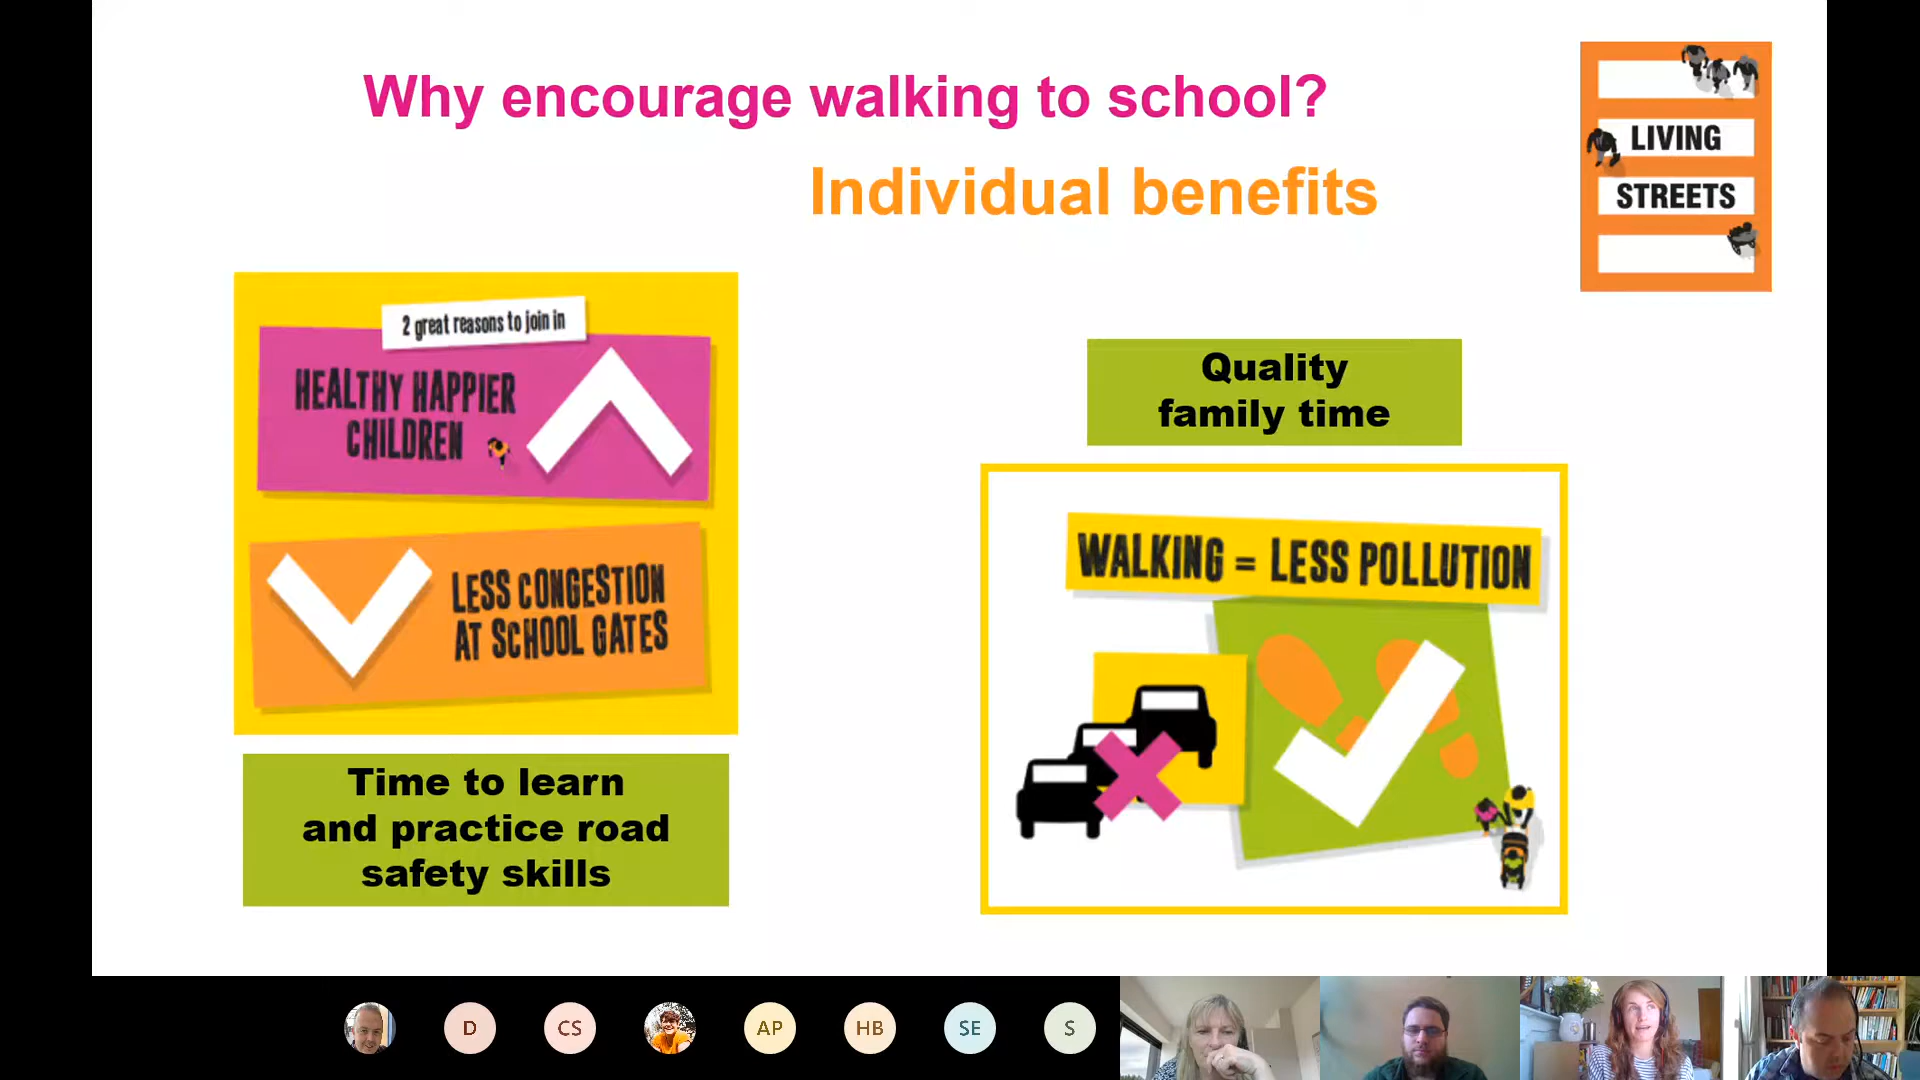 Why encourage walking to school?
Individual benefits
LIVING
STREETS
2 great reasons to join in
HEALTHY HAPPIER
CHILDREN
LESS CONGESTION
AT SCHOOL GATES
Time to learn
and practice road
safety skills
Quality
family time
WALKING = LESS POLLUTION
D
CS
AP
HB
SE
S